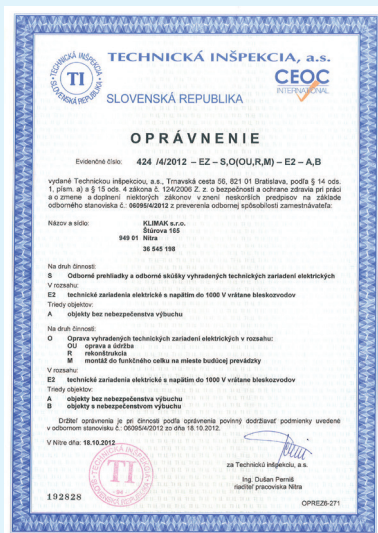 TECHNICKÁ INŠPEKCIA
TI
SLOVENSKÁ REPUBLIKA
TECHNICKÁ INŠPEKCIA, a.s.
CEOC
INTERNATIONAL
SLOVENSKÁ REPUBLIKA
OPRÁVNENIE
Evidenčné číslo: 424 /4/2012 – EZ – S,O(OU,R,M) – E2 – A,B
vydané Technickou inšpekciou, a.s., Trnavská cesta 56, 821 01 Bratislava, podľa § 14 ods.
1, písm. a) a § 15 ods. 4 zákona č. 124/2006 Z. z. o bezpečnosti a ochrane zdravia pri práci
a o zmene a doplnení niektorých zákonov v znení neskorších predpisov na základe
odborného stanoviska č.: 06095/4/2012 z preverenia odbornej spôsobilosti zamestnávateľa:
Názov a sídlo: KLIMAK s.r.o.
Štúrova 165
949 01 Nitra
36 545 198
Na druh činnosti:
S Odborné prehliadky a odborné skúšky vyhradených technických zariadení elektrických
V rozsahu:
E2 technické zariadenia elektrické s napätím do 1000 V vrátane bleskozvodov
Triedy objektov:
A objekty bez nebezpečenstva výbuchu
Na druh činnosti:
O Oprava vyhradených technických zariadení elektrických v rozsahu:
OU oprava a údržba
R rekonštrukcia
M montáž do funkčného celku na mieste budúcej prevádzky
V rozsahu:
E2 technické zariadenia elektrické s napätím do 1000 V vrátane bleskozvodov
Triedy objektov:
A objekty bez nebezpečenstva výbuchu
B objekty s nebezpečenstvom výbuchu
Držiteľ oprávnenia je pri činnosti podľa oprávnenia povinný dodržiavať podmienky uvedené
v odbornom stanovisku č.: 06095/4/2012 zo dňa 18.10.2012.
V Nitre dňa: 18.10.2012
TI
za Technickú inšpekciu, a.s.
Ing. Dušan Perniš
riaditeľ pracoviska Nitra
192828
OPREZ6-271